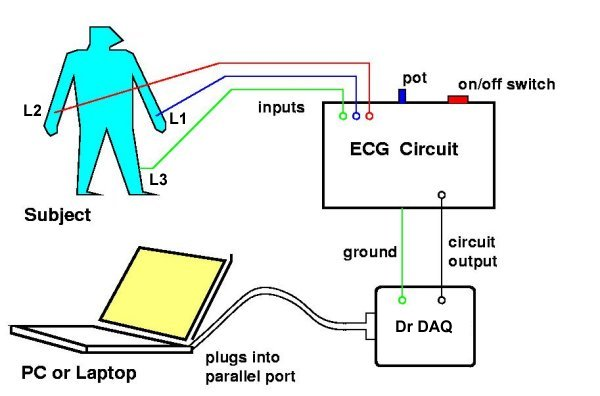 pot
on/off switch
L2
L1
inputs
ECG Circuit
L3
Subject
ground
circuit
output
Dr DAQ
plugs into
parallel port
PC or Laptop